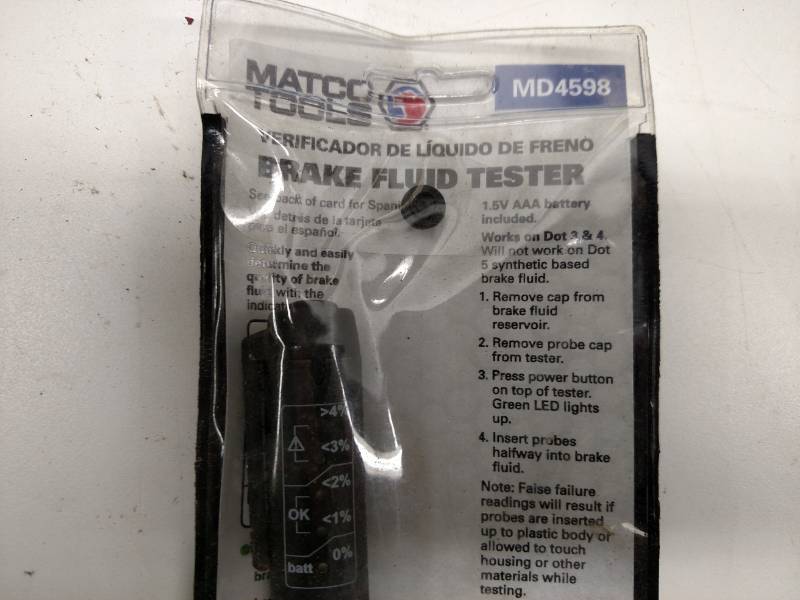 MATCO
TOOLS
MD4598
VERIFICADOR DE LÍQUIDO DE FRENO
BRAKE FLUID TESTER
See back of card for
detrás de la tarjeta
el español.
Quickly and easily
determine the
quality of brake
with the
1.5V AAA battery
included.
Works on Dot 3 & 4.
Will not work on Dot
5 synthetic based
brake fluid.
1. Remove cap from
brake fluid
reservoir.
2. Remove probe cap
from tester.
3. Press power button
on top of tester.
Green LED lights
up.
4. Insert probes
halfway into brake
fluid.
Note: False failure
readings will result if
probes are inserted
up to plastic body or
allowed to touch
housing or other
materials while
testing.
>4%
<3%
<2%
OK
<1%
0%
batt